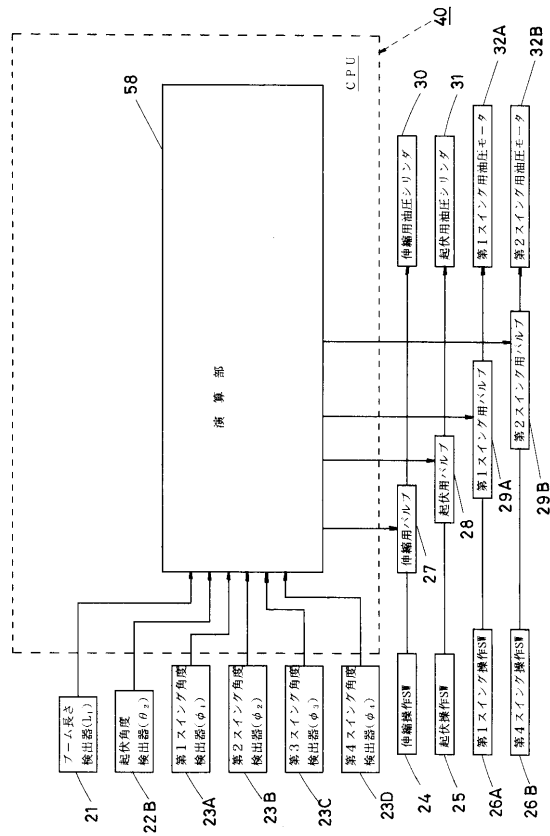 ブーム長さ
検出器(L₁)
21
起伏角度
検出器(θ₂)
22B
第1スイング角度
検出器(φ₁)
23A
第2スイング角度
検出器(φ₂)
23B
第3スイング角度
検出器(φ₃)
23C
第4スイング角度
検出器(φ₄)
23D
58
演算部
CPU
40
伸縮操作SW
24
伸縮用バルブ
27
伸縮用油圧シリンダ
30
起伏操作SW
25
起伏用バルブ
28
起伏用油圧シリンダ
31
第1スイング操作SW
26A
第1スイング用バルブ
29A
第1スイング用油圧モータ
32A
第4スイング操作SW
26B
第2スイング用バルブ
29B
第2スイング用油圧モータ
32B